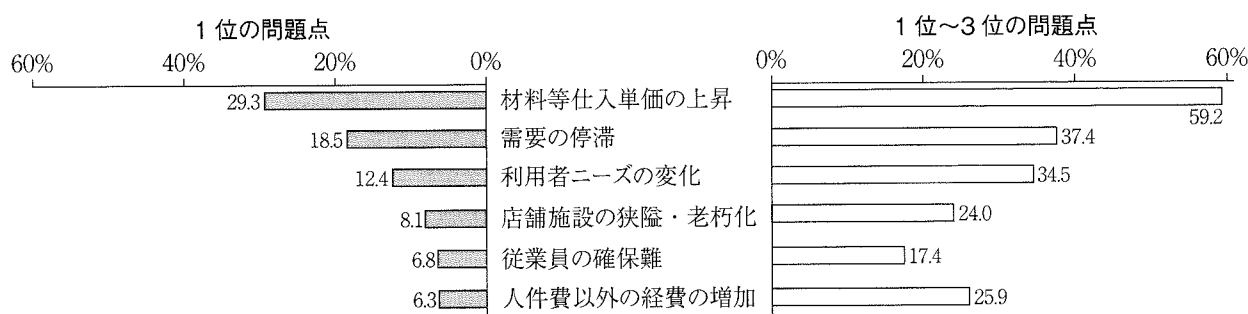 1位の問題点 1位～3位の問題点
60% 40% 20% 0% 0% 20% 40% 60%
29.3 材料等仕入単価の上昇 59.2
18.5 需要の停滞 37.4
12.4 利用者ニーズの変化 34.5
8.1 店舗施設の狭隘・老朽化 24.0
6.8 従業員の確保難 17.4
6.3 人件費以外の経費の増加 25.9